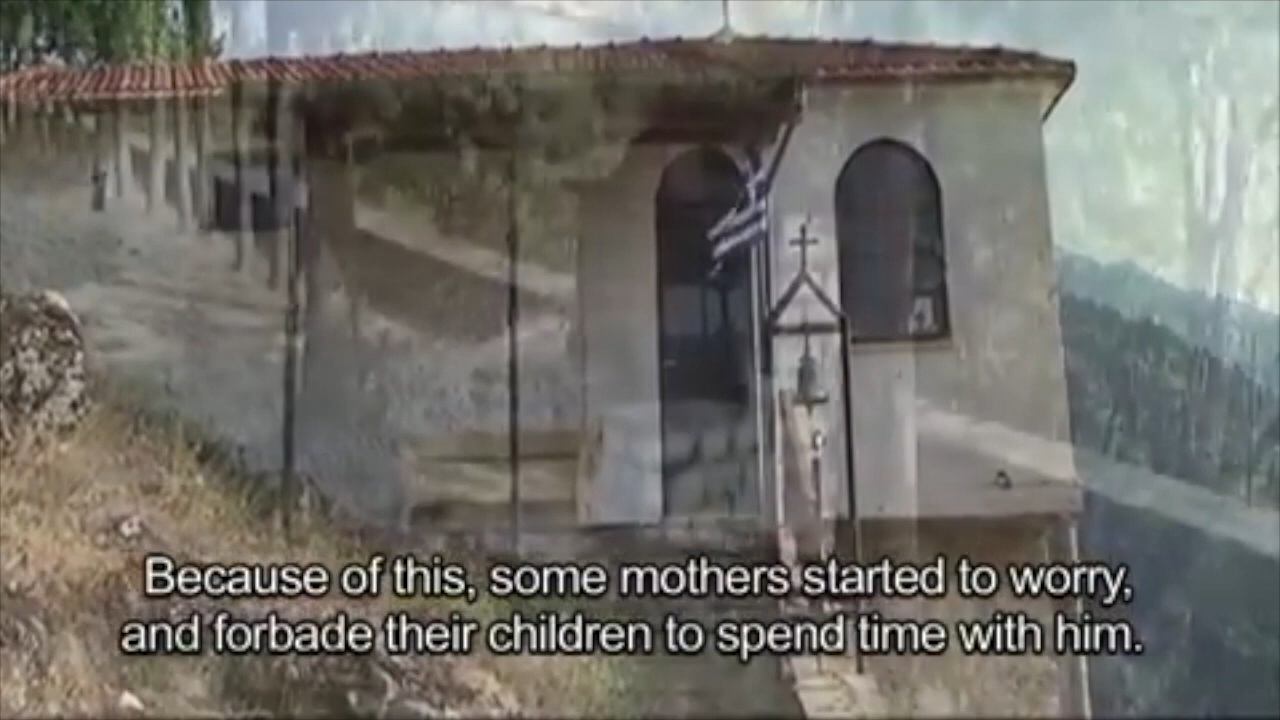 Because of this, some mothers started to worry,
and forbade their children to spend time with him.